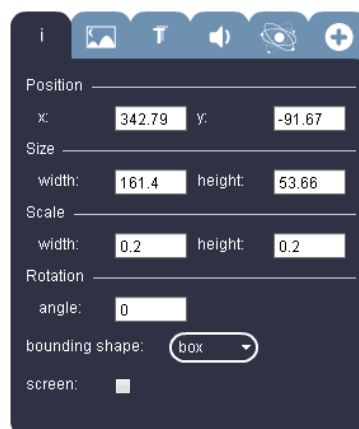 i T
Position
x: 342.79 y: -91.67
Size
width: 161.4 height: 53.66
Scale
width: 0.2 height: 0.2
Rotation
angle: 0
bounding shape: box
screen: